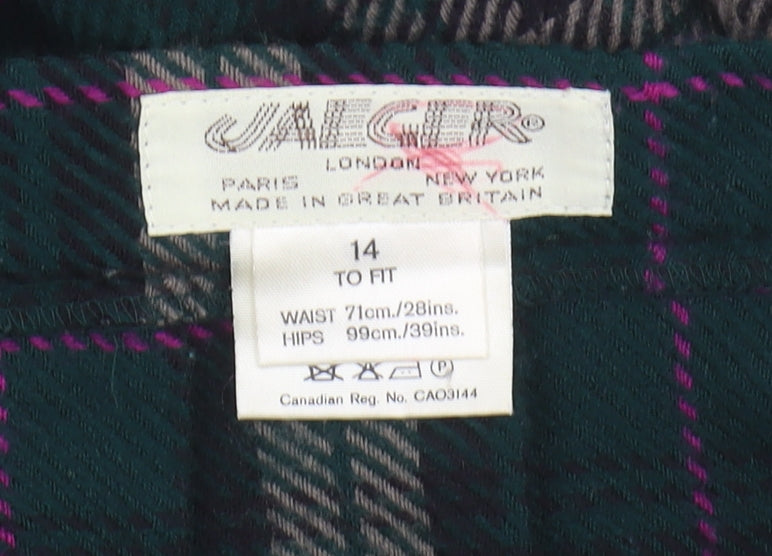 JAEGER®
LONDON
PARIS NEW YORK
MADE IN GREAT BRITAIN
14
TO FIT
WAIST 71cm./28ins.
HIPS 99cm./39ins.
P
Canadian Reg. No. CAO3144